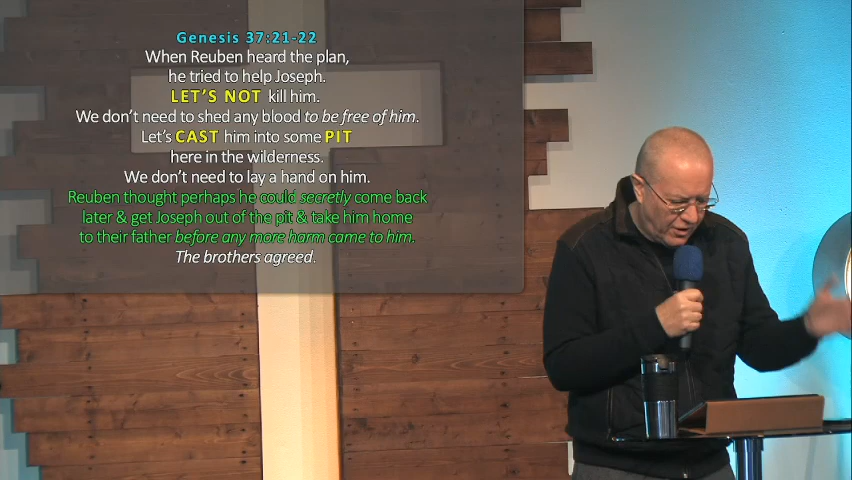 Genesis 37:21-22
When Reuben heard the plan,
he tried to help Joseph.
LET'S NOT kill him.
We don't need to shed any blood to be free of him.
Let's CAST him into some PIT
here in the wilderness.
We don't need to lay a hand on him.
Reuben thought perhaps he could secretly come back
later & get Joseph out of the pit & take him home
to their father before any more harm came to him.
The brothers agreed.